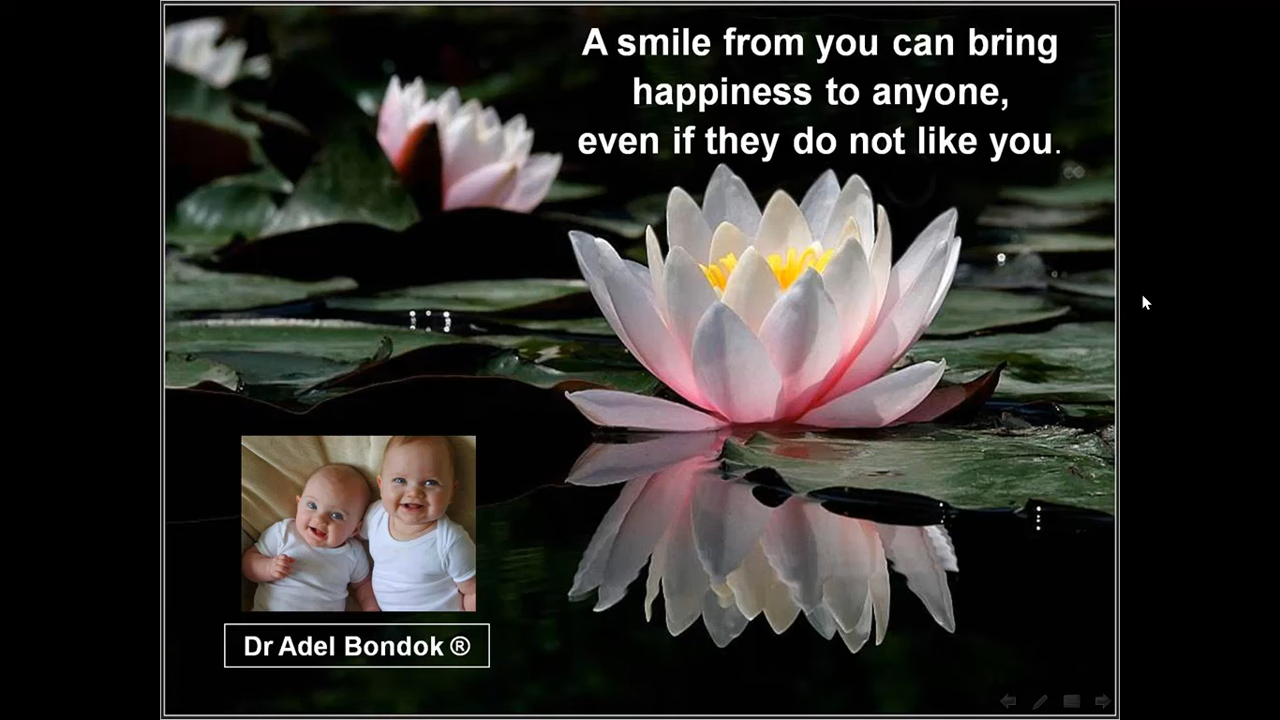 A smile from you can bring
happiness to anyone,
even if they do not like you.
Dr Adel Bondok ®